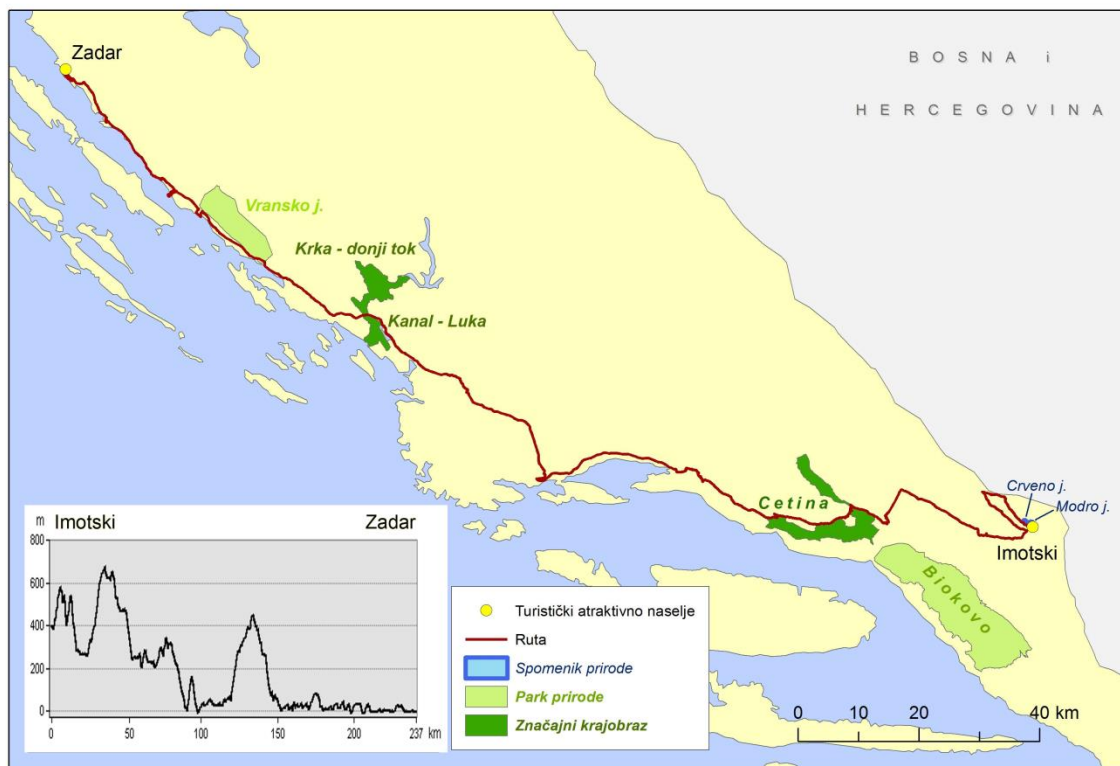 Zadar
BOSNA i
HERCEGOVINA
Vransko j.
Krka - donji tok
Kanal - Luka
Cetina
Crveno j.
Modro j.
Imotski
Biokovo
m Imotski Zadar
800
600
400
200
0
0 50 100 150 200 237 km
Turistički atraktivno naselje
Ruta
Spomenik prirode
Park prirode
Značajni krajobraz
0 10 20 40 km